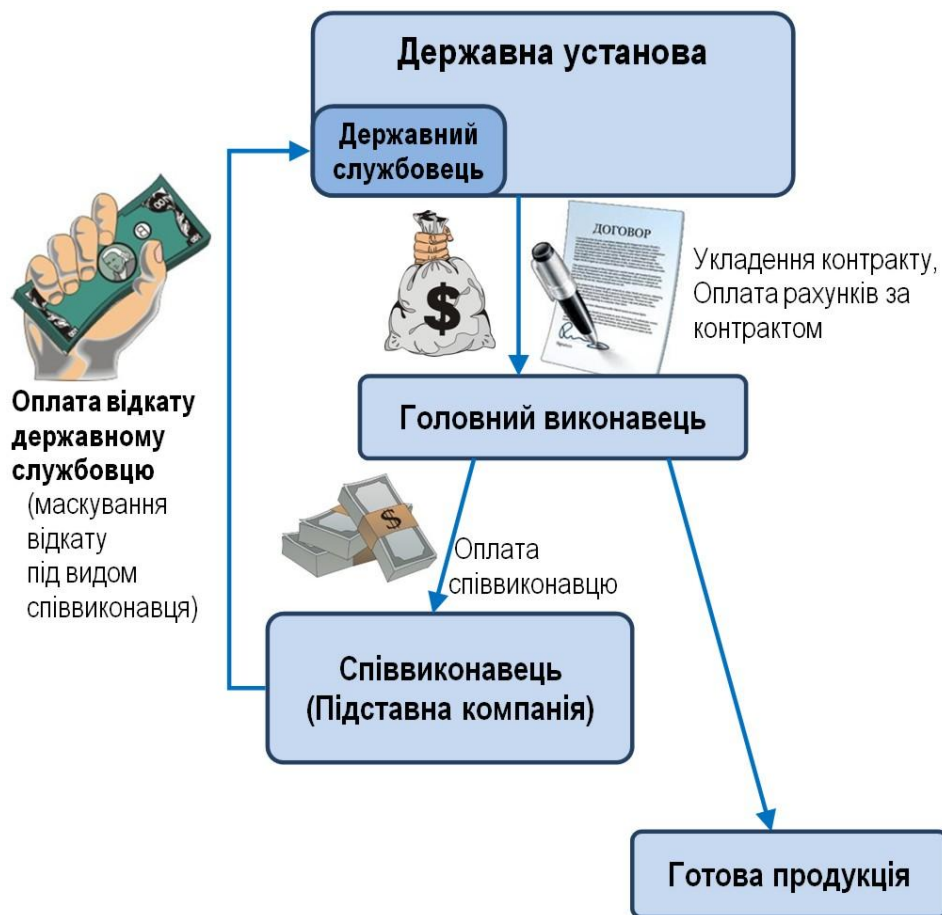 Державна установа
Державний
службовець
ДОГОВОР
Укладення контракту,
Оплата рахунків за
контрактом
$
Головний виконавець
Оплата відкату
державному
службовцю
(маскування
відкату
під видом
співвиконавця)
$
Оплата
співвиконавцю
Співвиконавець
(Підставна компанія)
Готова продукція